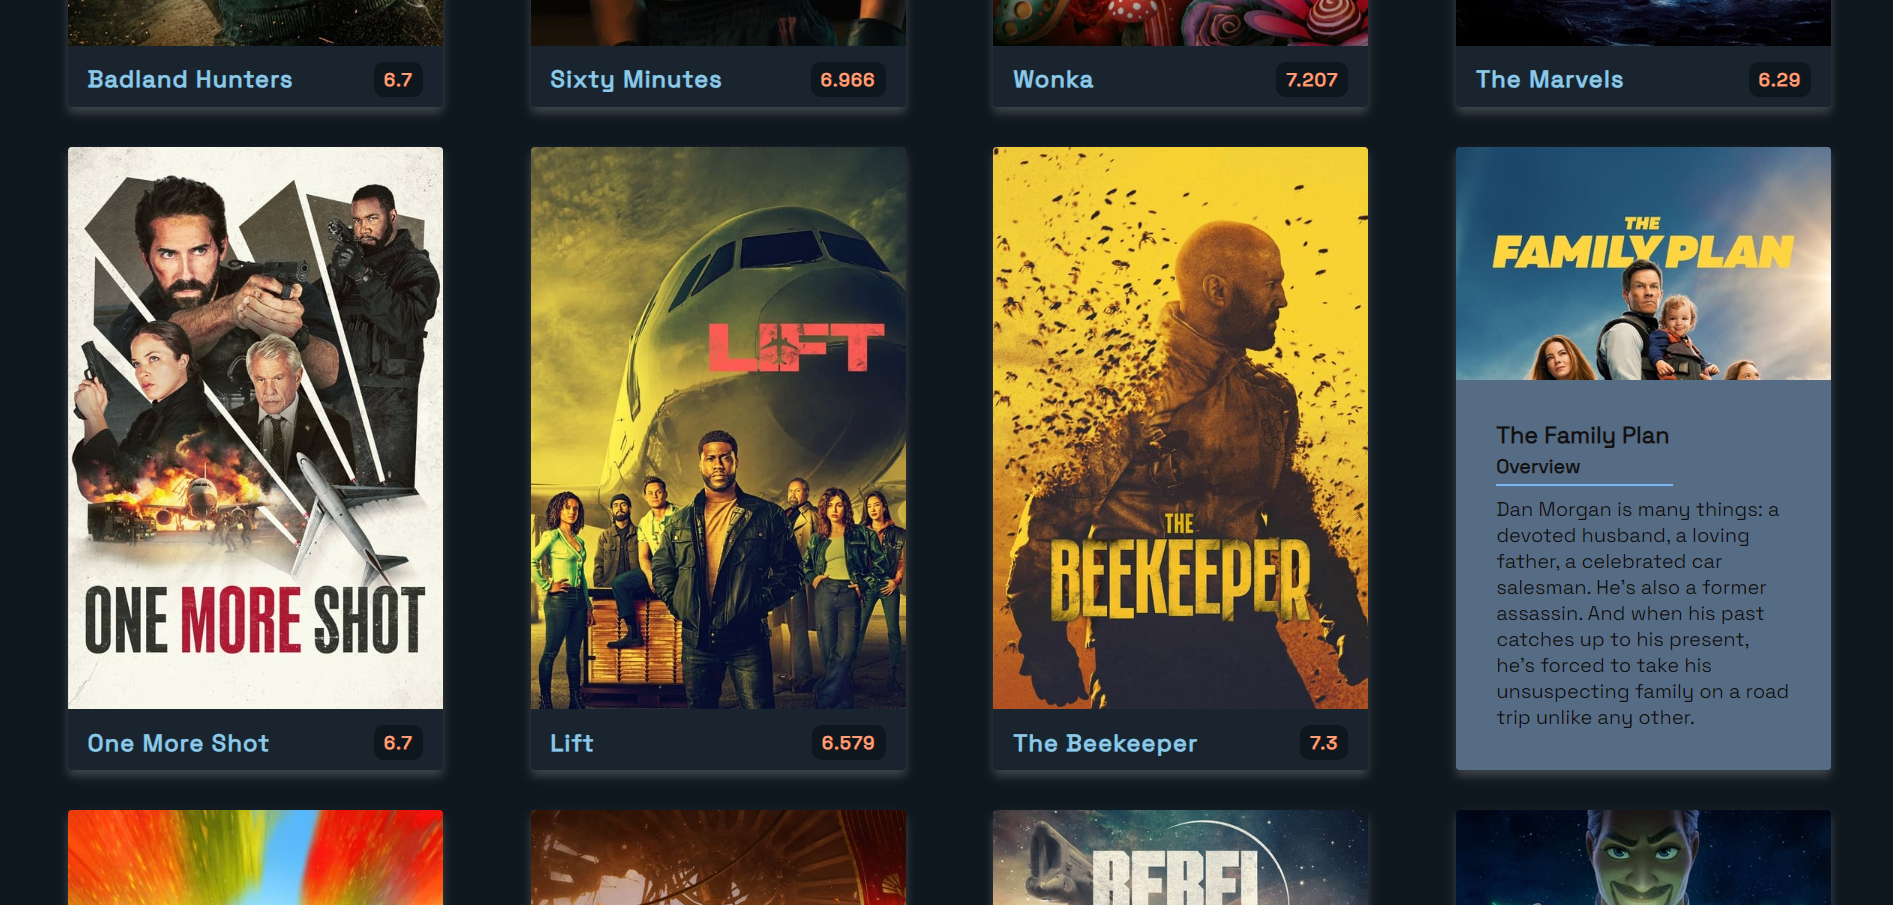 Badland Hunters 6.7
Sixty Minutes 6.966
Wonka 7.207
The Marvels 6.29
ONE MORE SHOT
One More Shot 6.7
LIFT
Lift 6.579
THE
BEEKEEPER
The Beekeeper 7.3
THE
FAMILY PLAN
The Family Plan
Overview
Dan Morgan is many things: a
devoted husband, a loving
father, a celebrated car
salesman. He's also a former
assassin. And when his past
catches up to his present,
he's forced to take his
unsuspecting family on a road
trip unlike any other.
REBEL